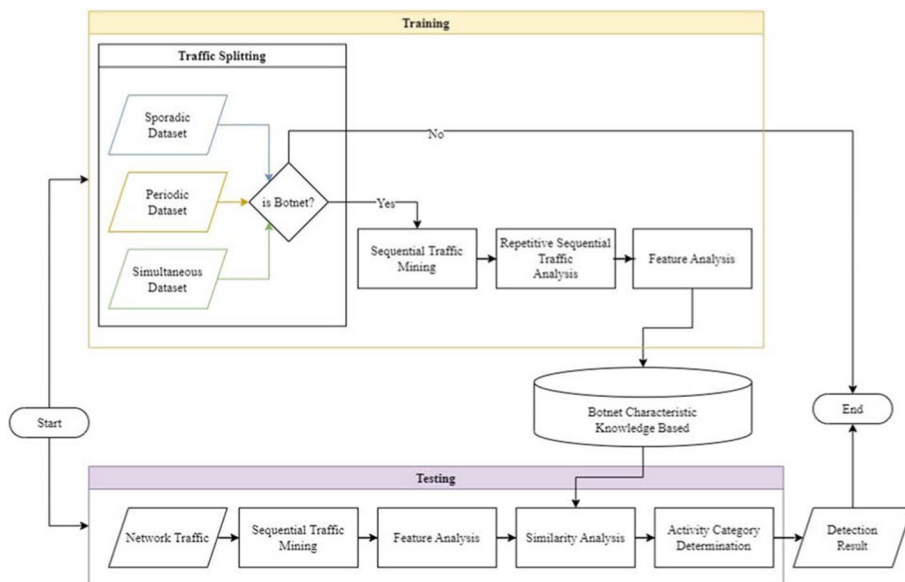 Training
Traffic Splitting
Sporadic
Dataset
No
Periodic
Dataset
is Botnet?
Yes
Simultaneous
Dataset
Sequential Traffic
Mining
Repetitive Sequential
Traffic
Analysis
Feature Analysis
Start
Botnet Characteristic
Knowledge Based
End
Testing
Network Traffic
Sequential Traffic
Mining
Feature Analysis
Similarity Analysis
Activity Category
Determination
Detection
Result